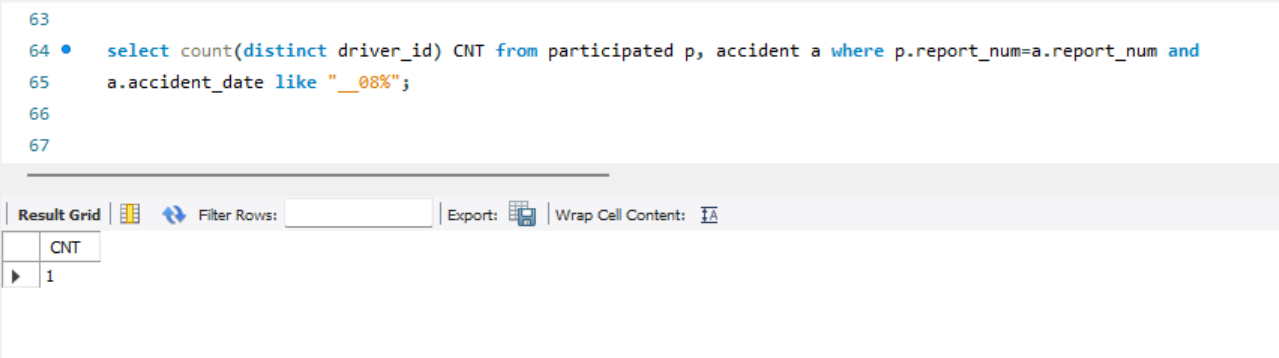 63
64 select count(distinct driver_id) CNT from participated p, accident a where p.report_num=a.report_num and
65 a.accident_date like "__08%";
66
67
Result Grid Filter Rows: Export: Wrap Cell Content: IA
CNT
1